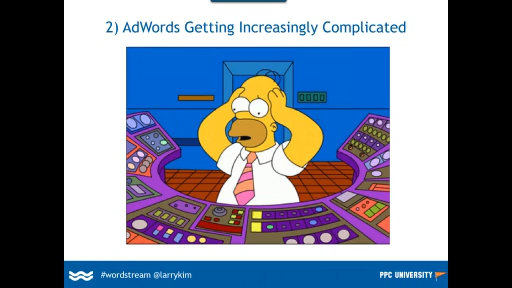 2) AdWords Getting Increasingly Complicated
#wordstream @larrykim
PPC UNIVERSITY